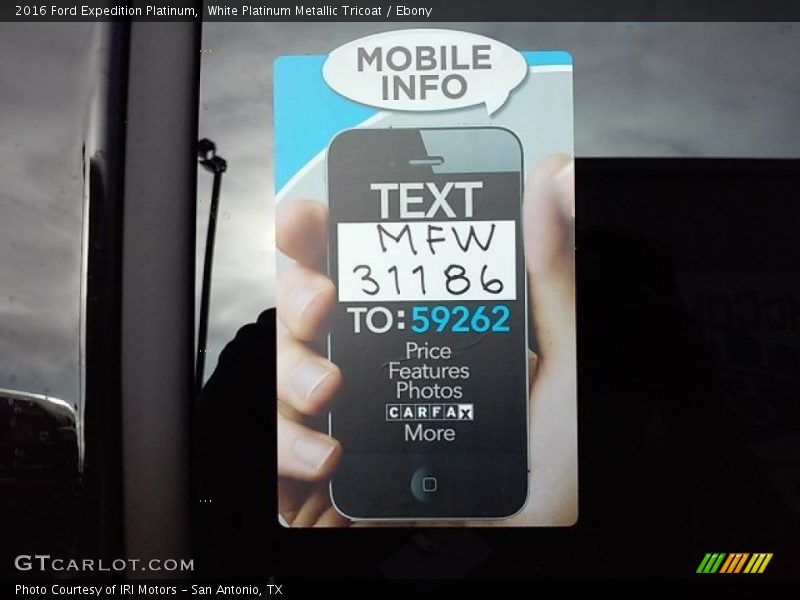 2016 Ford Expedition Platinum, White Platinum Metallic Tricoat / Ebony
MOBILE
INFO
TEXT
MFW
31186
TO: 59262
Price
Features
Photos
CARFAX
More
GTCARLOT.COM
Photo Courtesy of IRI Motors - San Antonio, TX